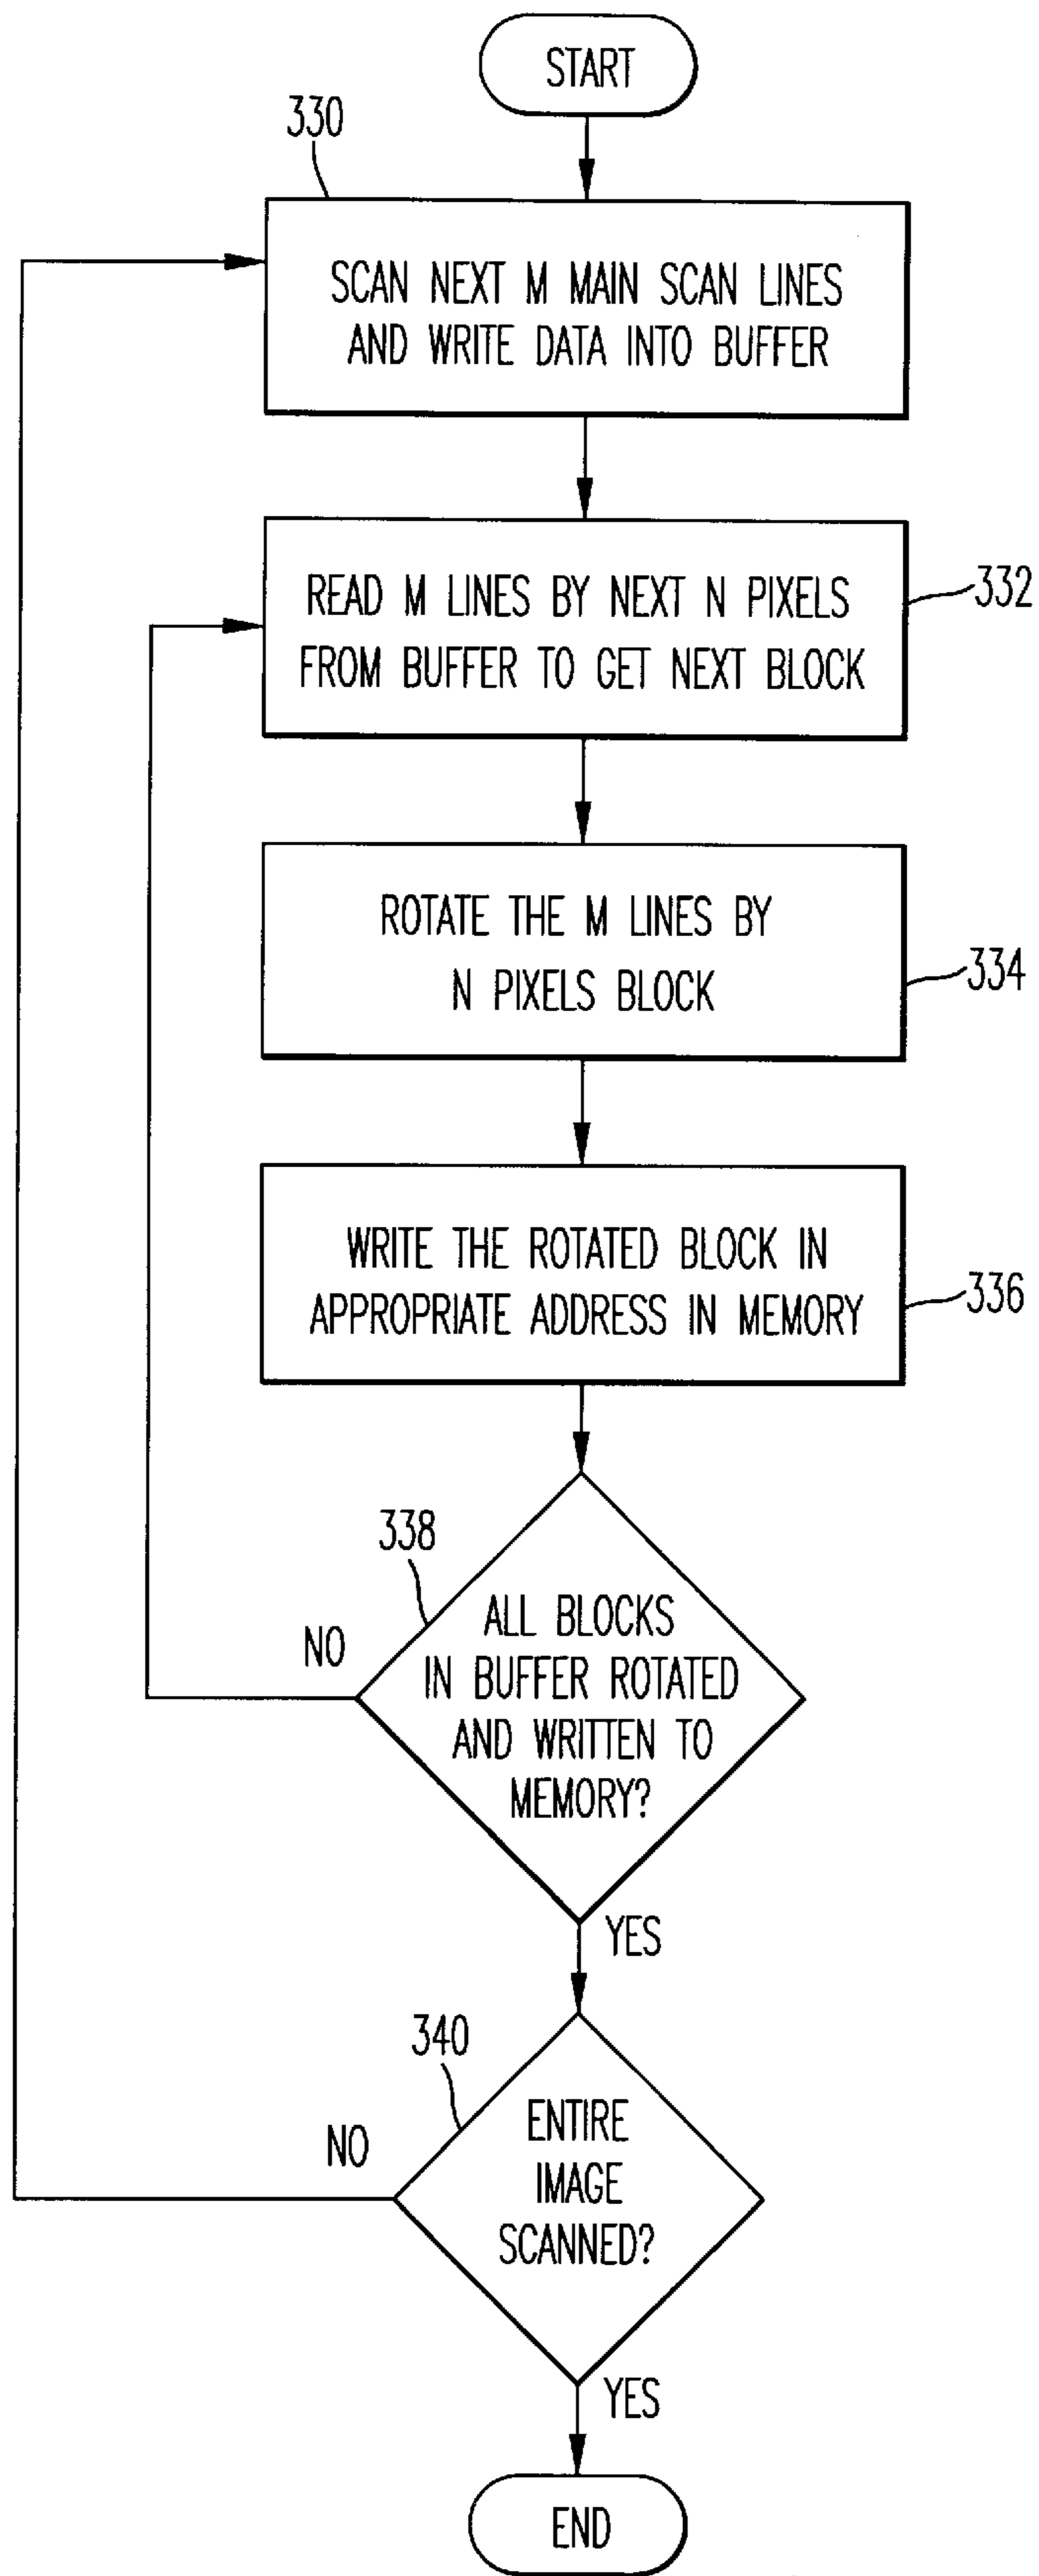 START
330
SCAN NEXT M MAIN SCAN LINES
AND WRITE DATA INTO BUFFER
READ M LINES BY NEXT N PIXELS
FROM BUFFER TO GET NEXT BLOCK
332
ROTATE THE M LINES BY
N PIXELS BLOCK
334
WRITE THE ROTATED BLOCK IN
APPROPRIATE ADDRESS IN MEMORY
336
338
ALL BLOCKS
IN BUFFER ROTATED
AND WRITTEN TO
MEMORY?
NO
YES
340
ENTIRE
IMAGE
SCANNED?
NO
YES
END